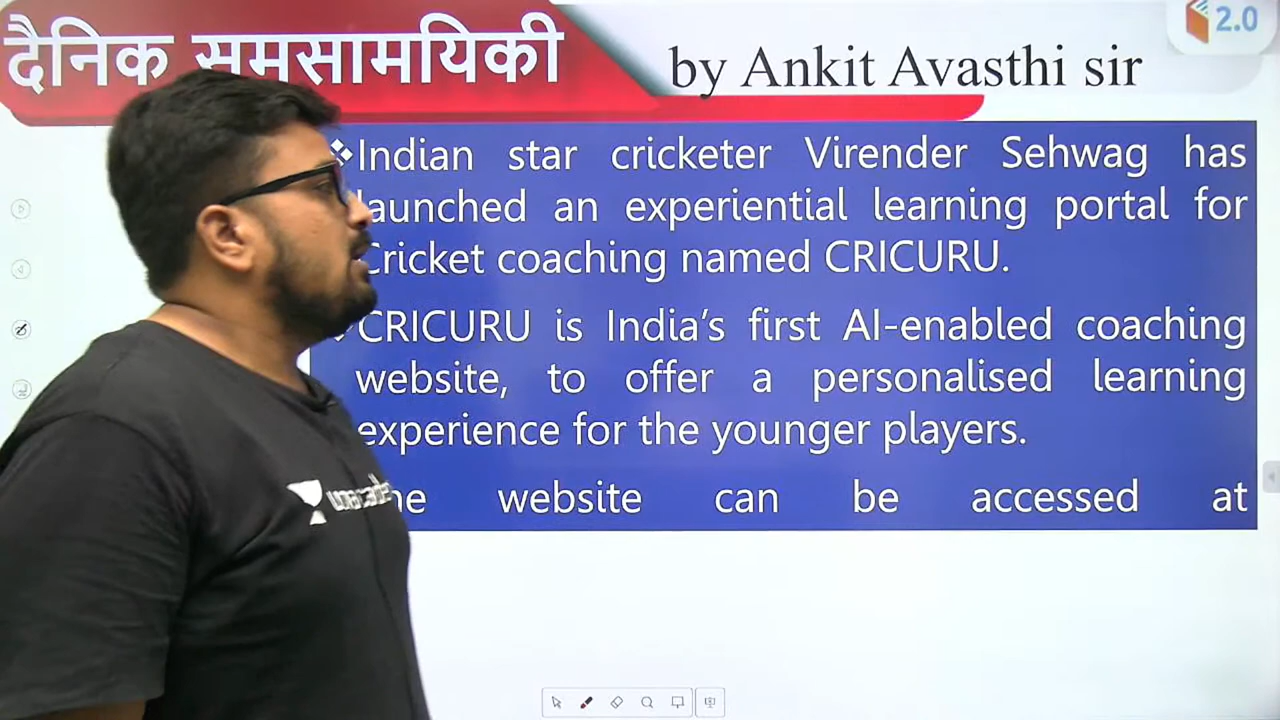 दैनिक समसामयिकी
by Ankit Avasthi sir
2.0
Indian star cricketer Virender Sehwag has
launched an experiential learning portal for
Cricket coaching named CRICURU.
CRICURU is India’s first AI-enabled coaching
website, to offer a personalised learning
experience for the younger players.
website can be accessed at